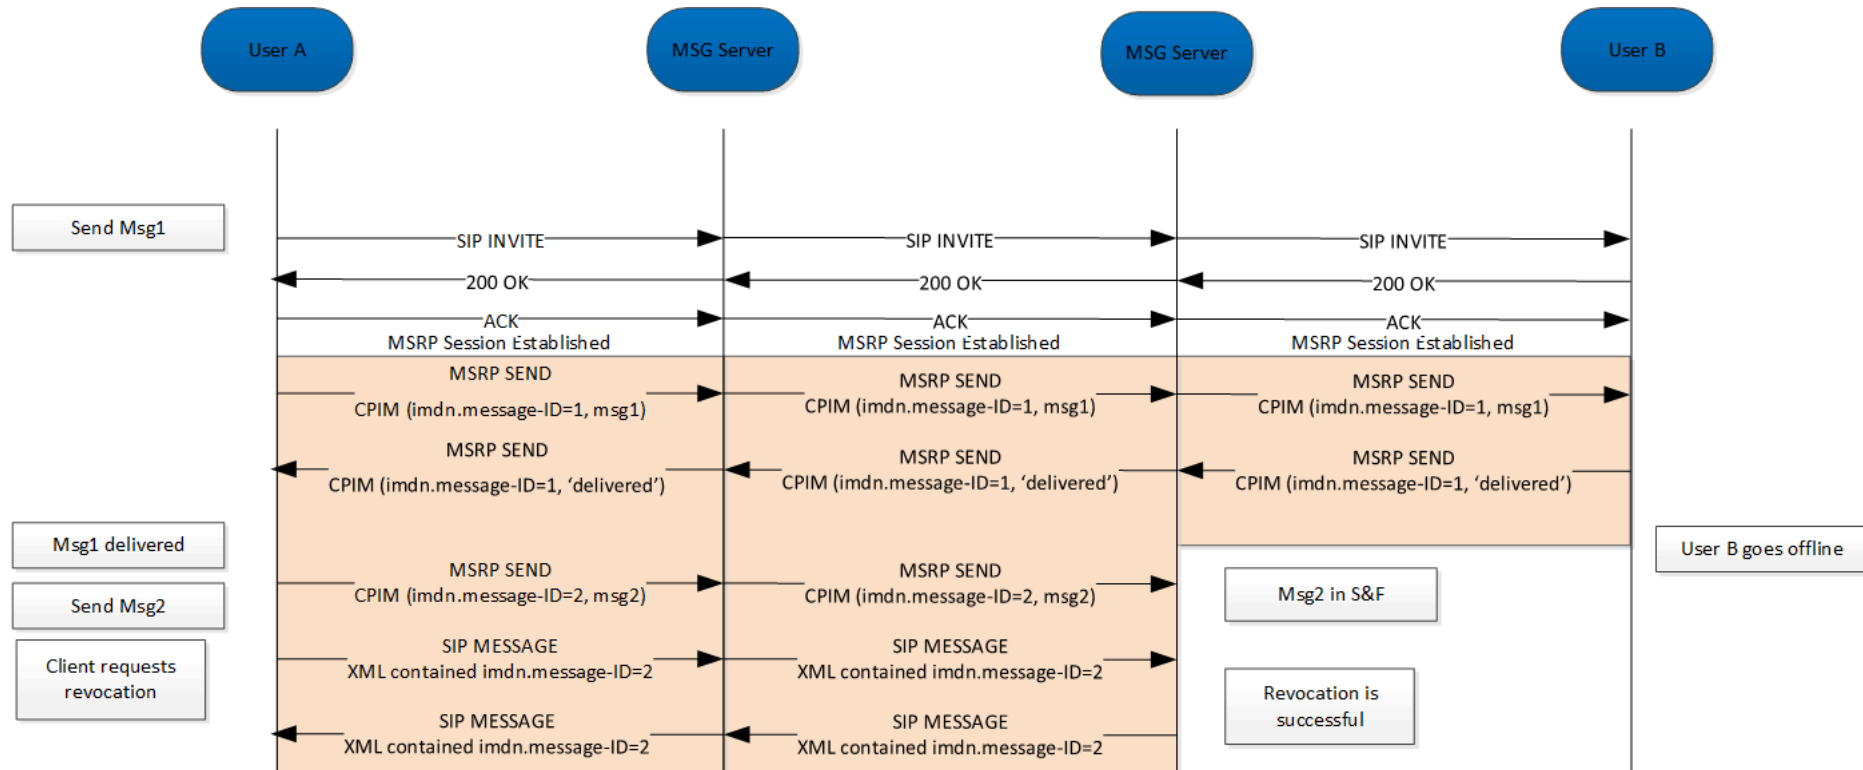 User A
MSG Server
MSG Server
User B
Send Msg1
SIP INVITE
SIP INVITE
SIP INVITE
200 OK
200 OK
200 OK
ACK
ACK
ACK
MSRP Session Established
MSRP Session Established
MSRP Session Established
MSRP SEND
CPIM (imdn.message-ID=1, msg1)
MSRP SEND
CPIM (imdn.message-ID=1, msg1)
MSRP SEND
CPIM (imdn.message-ID=1, msg1)
MSRP SEND
CPIM (imdn.message-ID=1, ‘delivered’)
MSRP SEND
CPIM (imdn.message-ID=1, ‘delivered’)
MSRP SEND
CPIM (imdn.message-ID=1, ‘delivered’)
Msg1 delivered
User B goes offline
Send Msg2
MSRP SEND
CPIM (imdn.message-ID=2, msg2)
MSRP SEND
CPIM (imdn.message-ID=2, msg2)
Msg2 in S&F
Client requests
revocation
SIP MESSAGE
XML contained imdn.message-ID=2
SIP MESSAGE
XML contained imdn.message-ID=2
Revocation is
successful
SIP MESSAGE
XML contained imdn.message-ID=2
SIP MESSAGE
XML contained imdn.message-ID=2